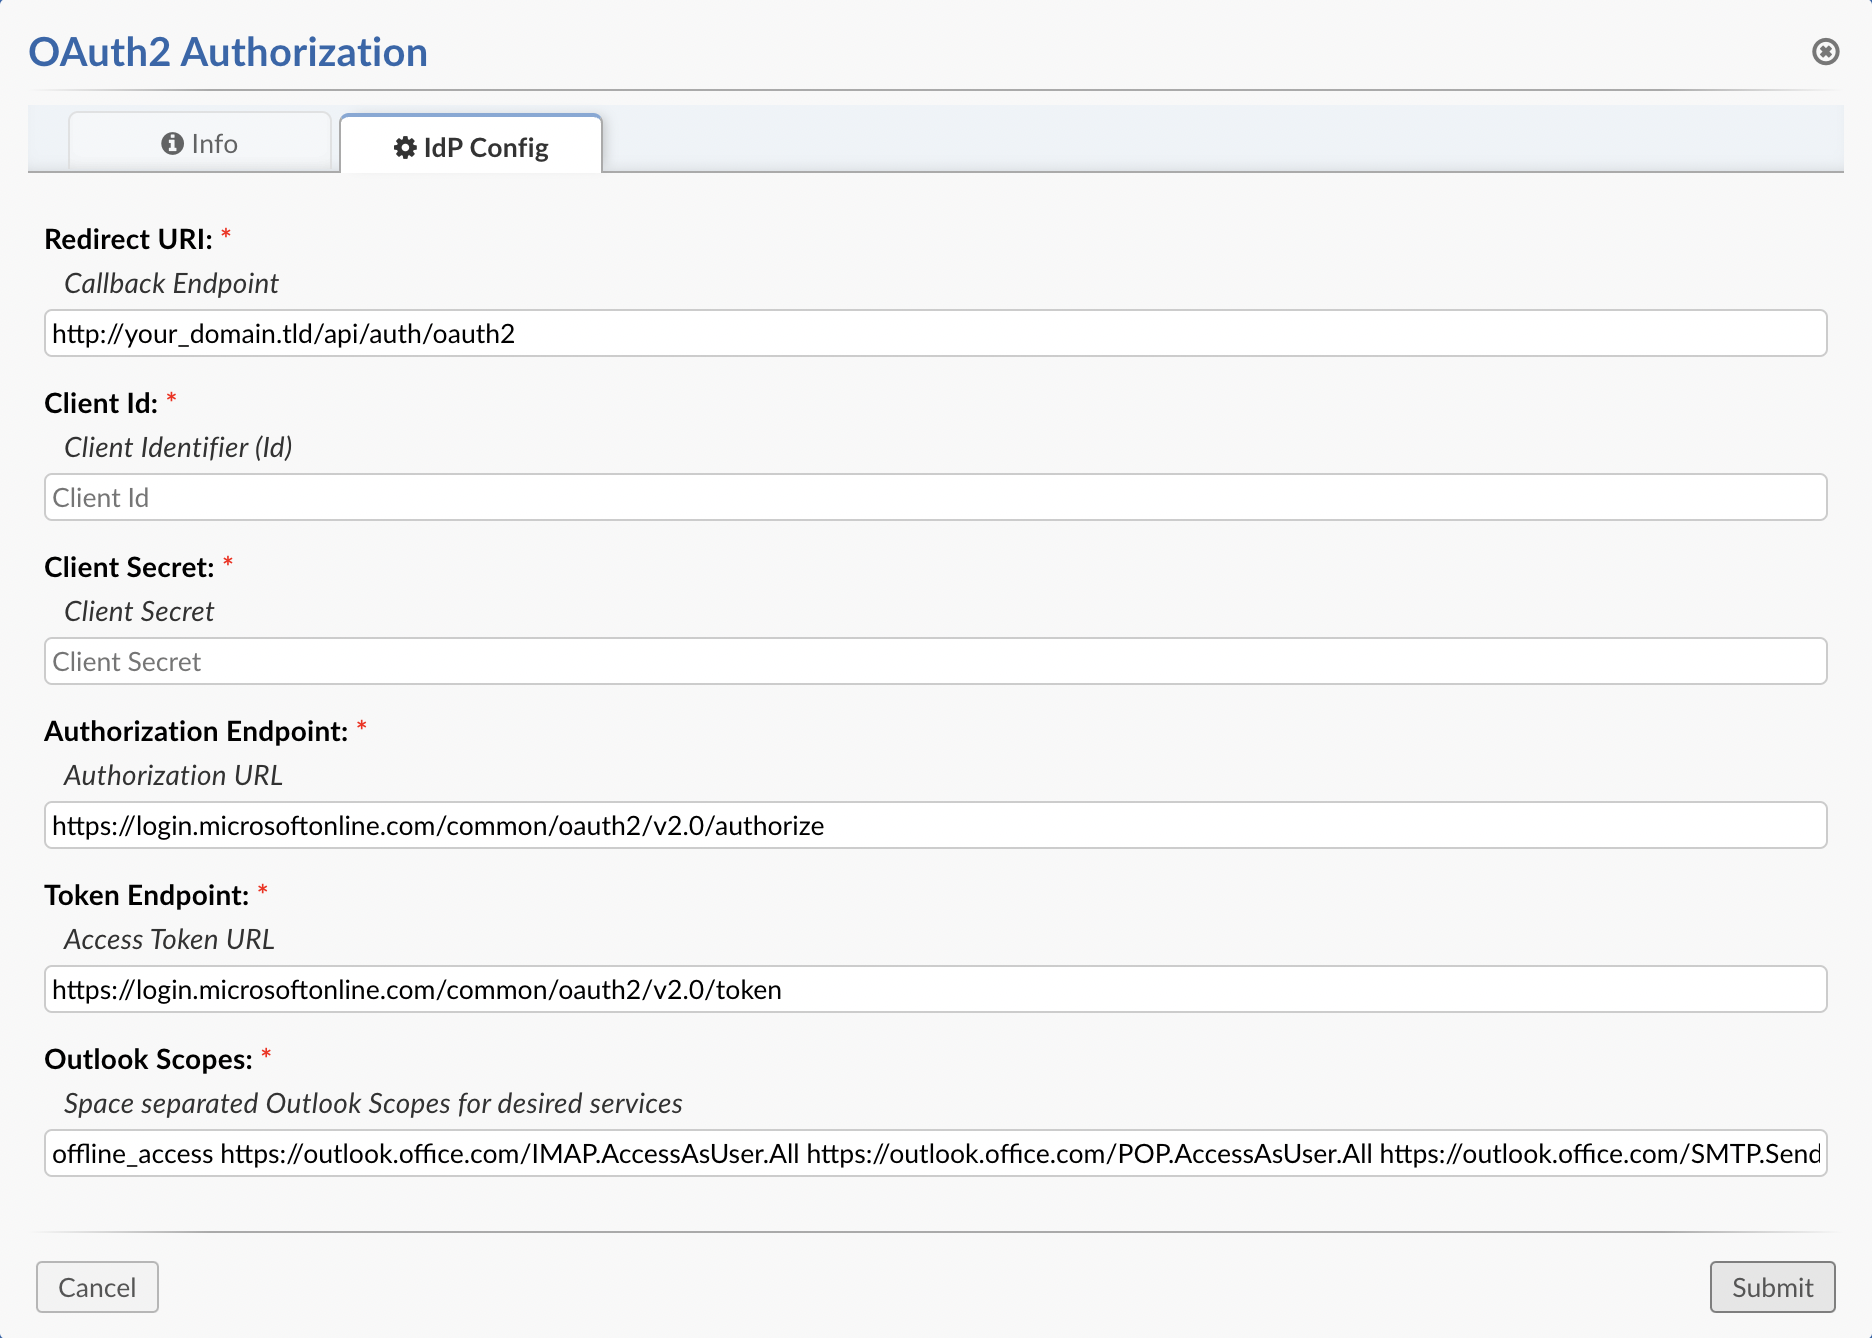 OAuth2 Authorization
Info
IdP Config
Redirect URI: *
Callback Endpoint
http://your_domain.tld/api/auth/oauth2
Client Id: *
Client Identifier (Id)
Client Id
Client Secret: *
Client Secret
Client Secret
Authorization Endpoint: *
Authorization URL
https://login.microsoftonline.com/common/oauth2/v2.0/authorize
Token Endpoint: *
Access Token URL
https://login.microsoftonline.com/common/oauth2/v2.0/token
Outlook Scopes: *
Space separated Outlook Scopes for desired services
offline_access https://outlook.office.com/IMAP.AccessAsUser.All https://outlook.office.com/POP.AccessAsUser.All https://outlook.office.com/SMTP.Send
Cancel
Submit